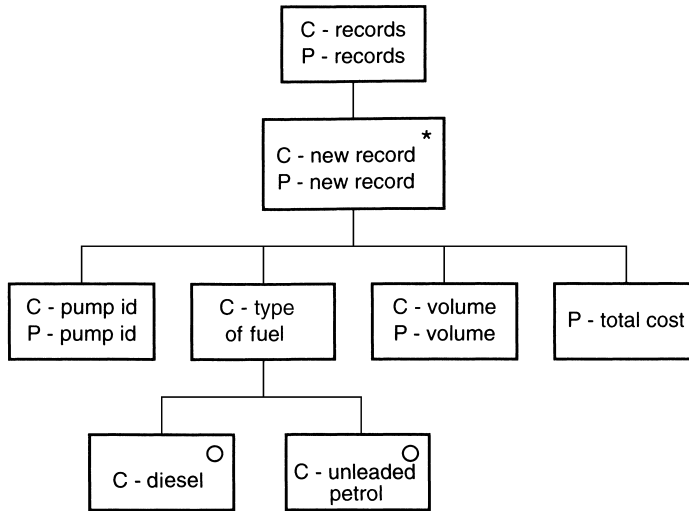 C - records
P - records
*
C - new record
P - new record
C - pump id
P - pump id
C - type
of fuel
C - volume
P - volume
P - total cost
C - diesel
C - unleaded
petrol